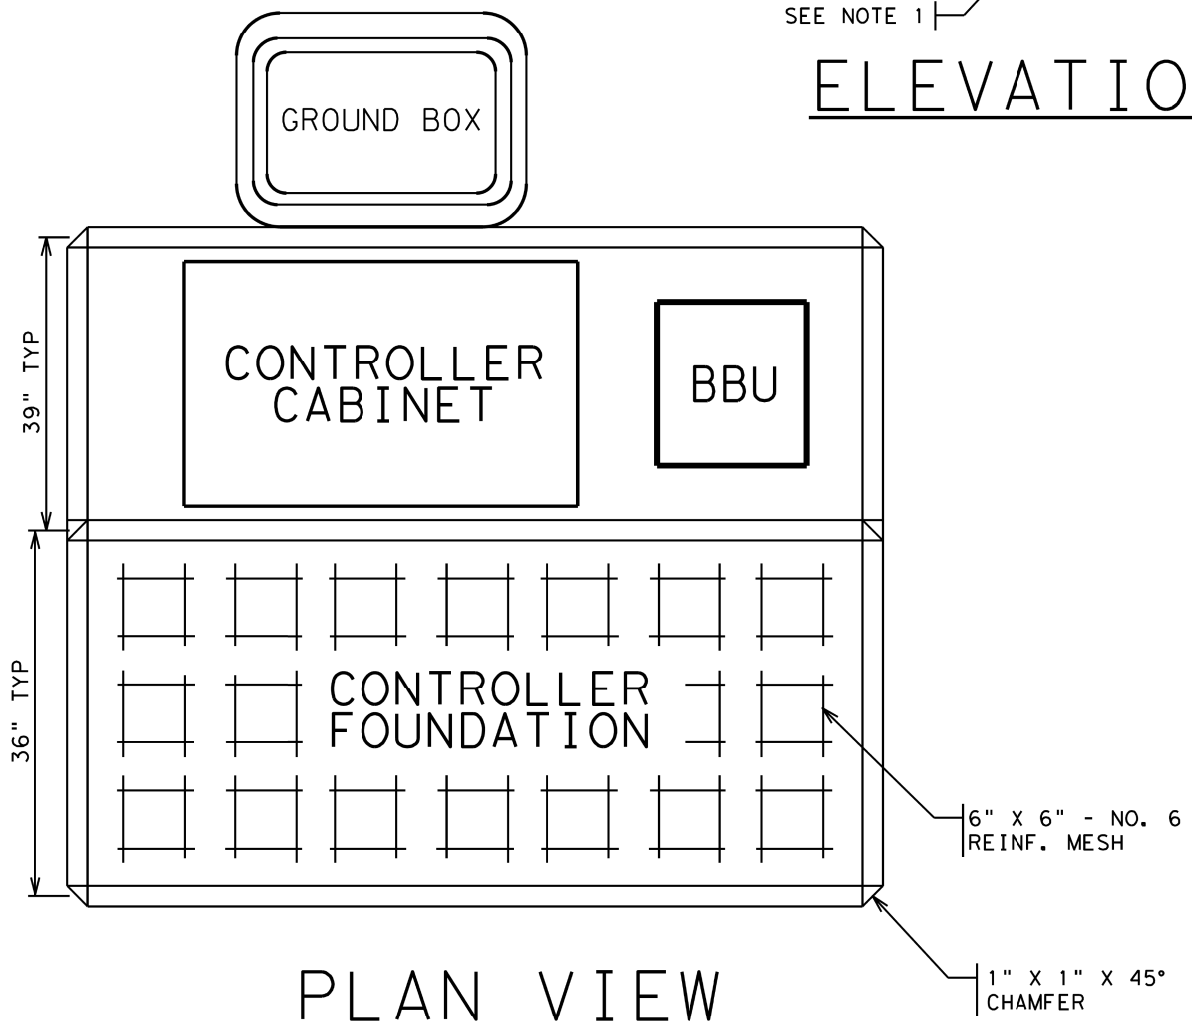 SEE NOTE 1
ELEVATIO
GROUND BOX
39" TYP
CONTROLLER
CABINET
BBU
36" TYP
CONTROLLER
FOUNDATION
6" X 6" - NO. 6
REINF. MESH
1" X 1" X 45°
CHAMFER
PLAN VIEW